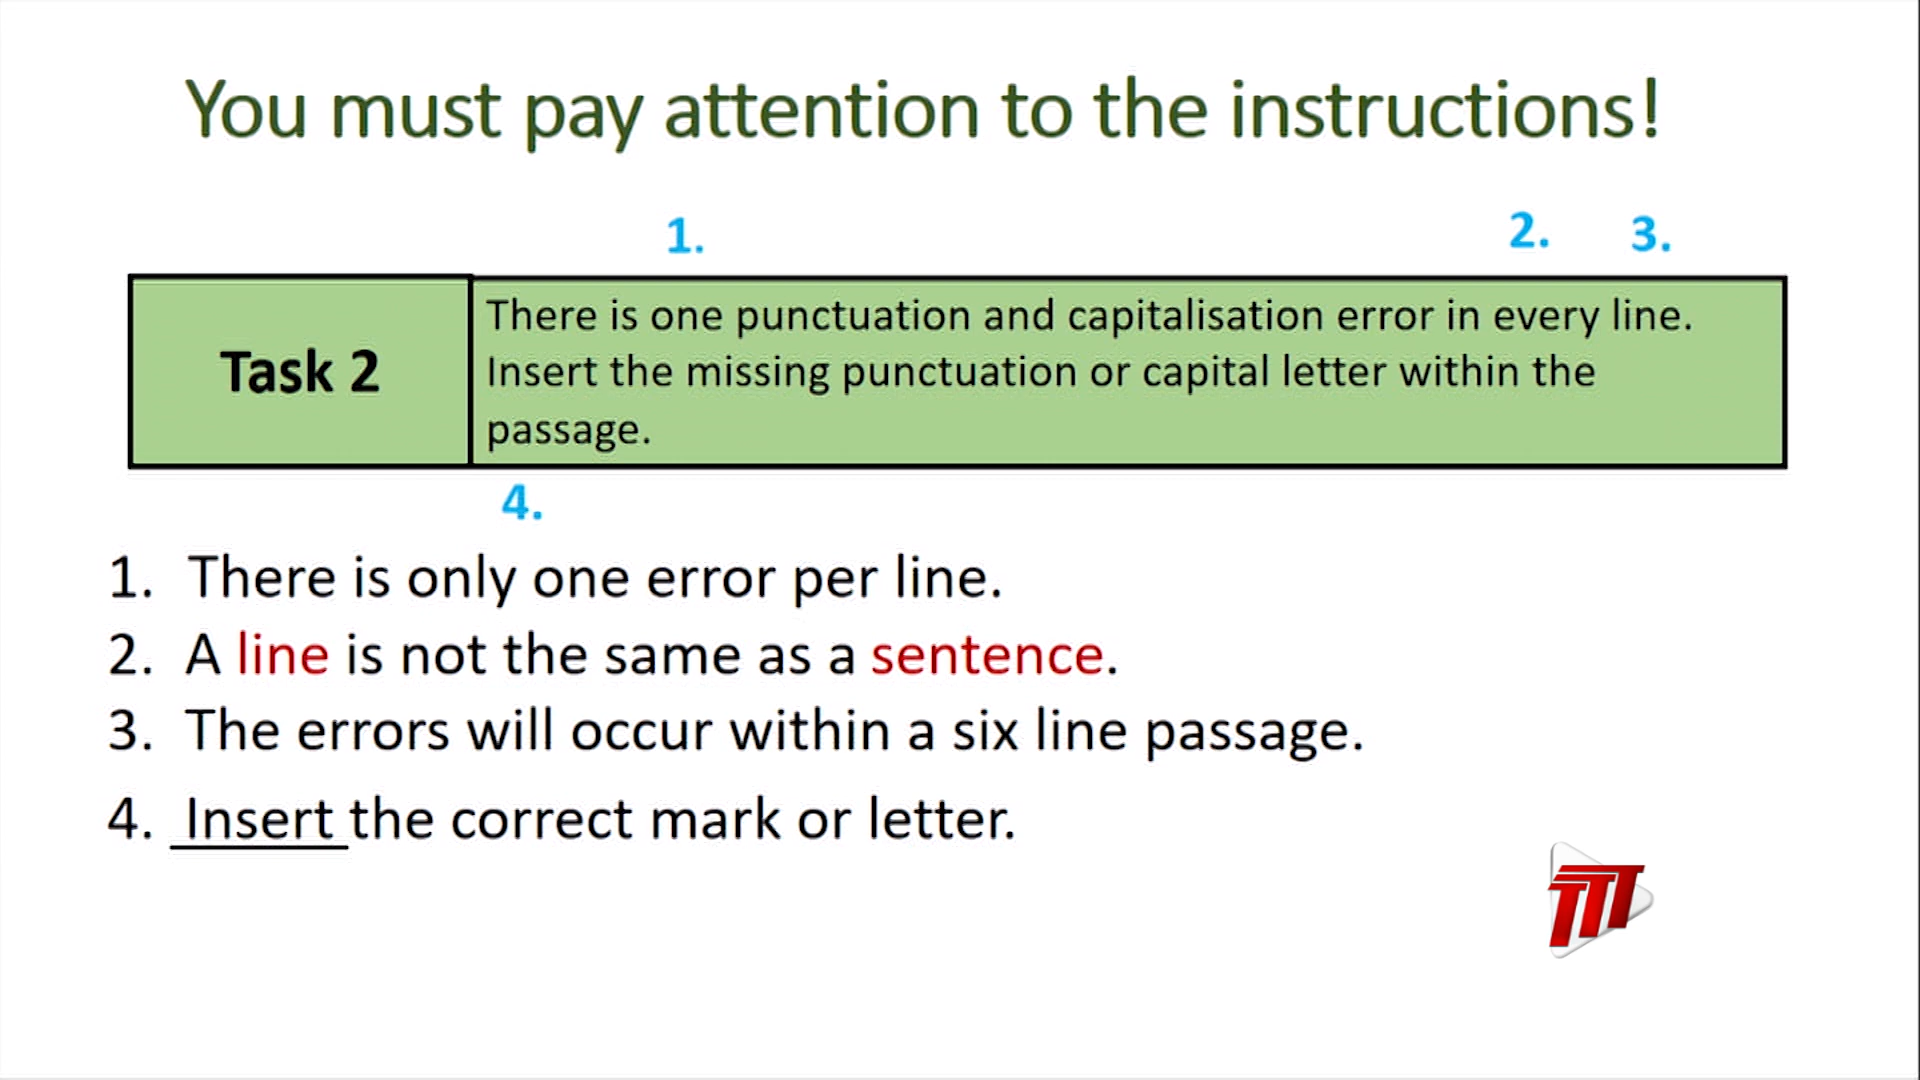 You must pay attention to the instructions!
1. 2. 3.
Task 2
There is one punctuation and capitalisation error in every line.
Insert the missing punctuation or capital letter within the
passage.
4.
1. There is only one error per line.
2. A line is not the same as a sentence.
3. The errors will occur within a six line passage.
4. Insert the correct mark or letter.
TTT